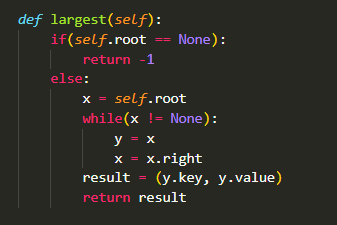 def largest(self):
    if(self.root == None):
        return -1
    else:
        x = self.root
        while(x != None):
            y = x
            x = x.right
        result = (y.key, y.value)
        return result